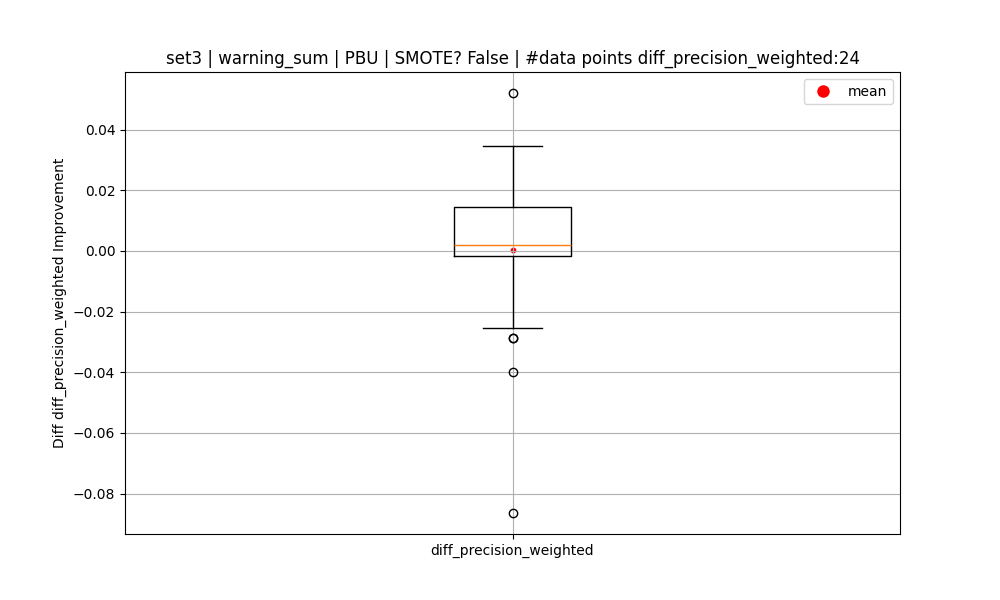 set3 | warning_sum | PBU | SMOTE? False | #data points diff_precision_weighted:24
mean
Diff diff_precision_weighted Improvement
0.04
0.02
0.00
−0.02
−0.04
−0.06
−0.08
diff_precision_weighted